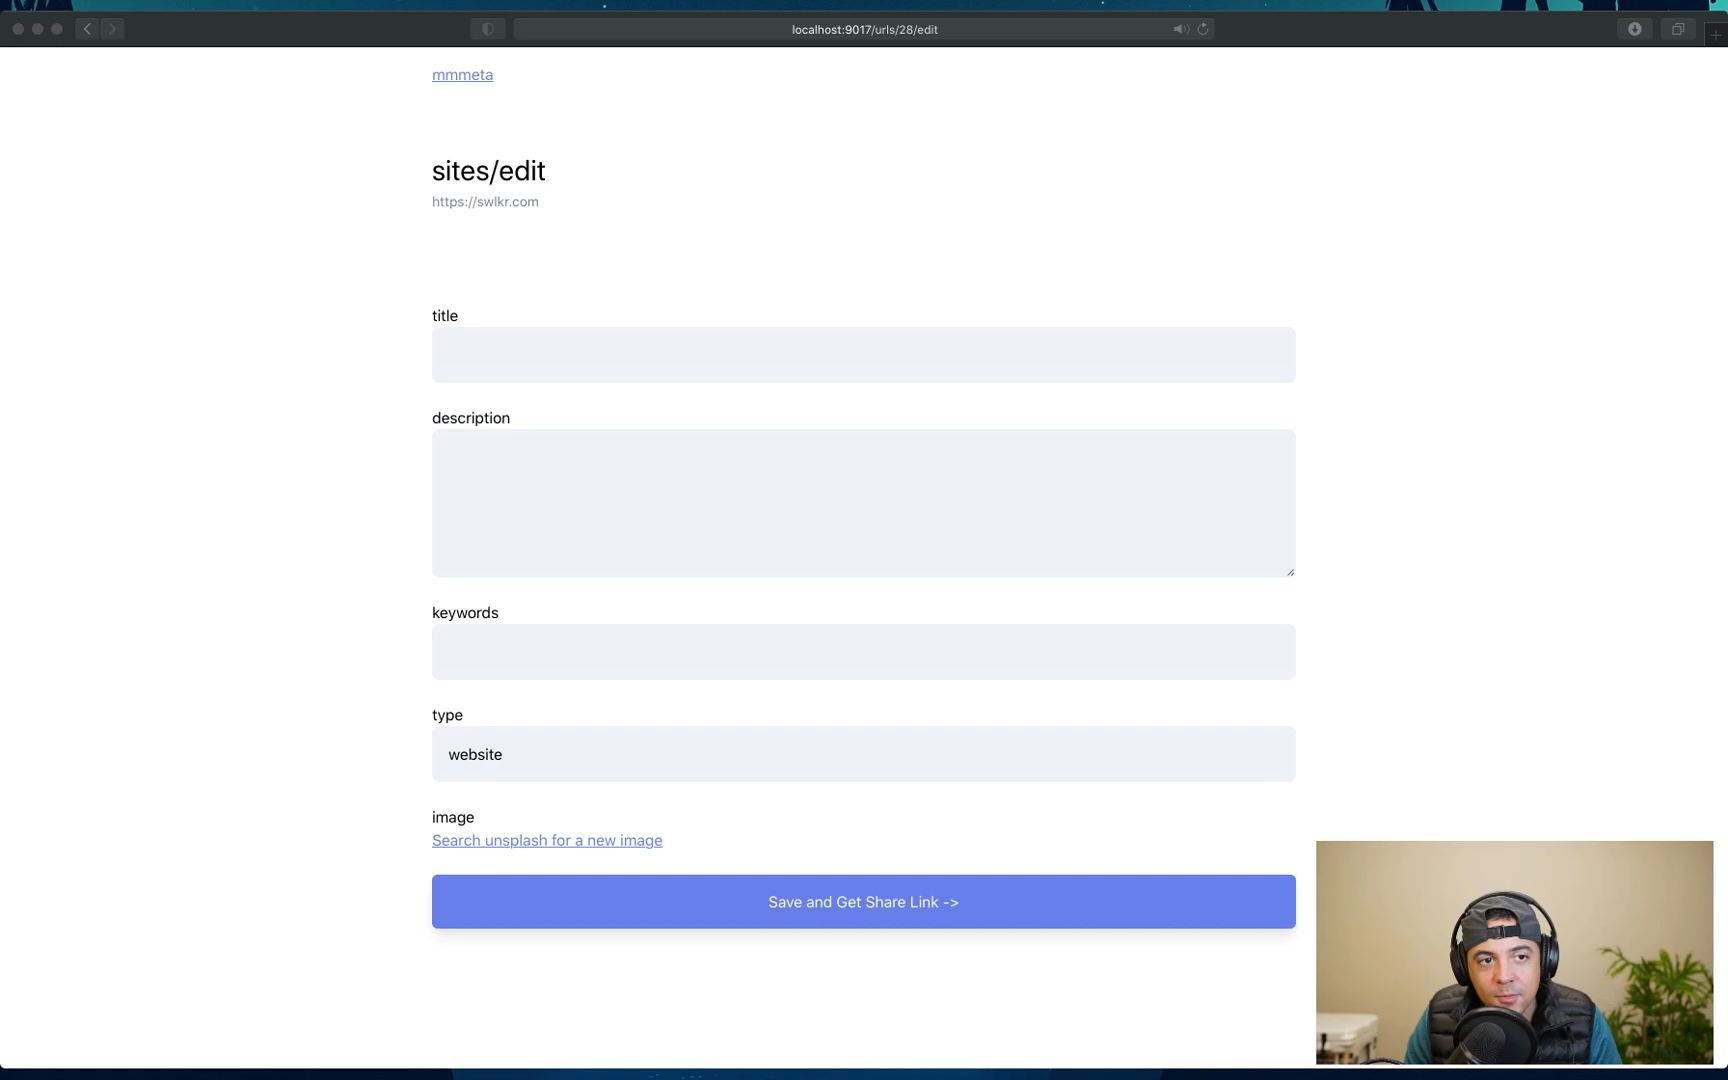 localhost:9017/urls/28/edit
mmmeta
sites/edit
https://swlkr.com
title
description
keywords
type
website
image
Search unsplash for a new image
Save and Get Share Link ->